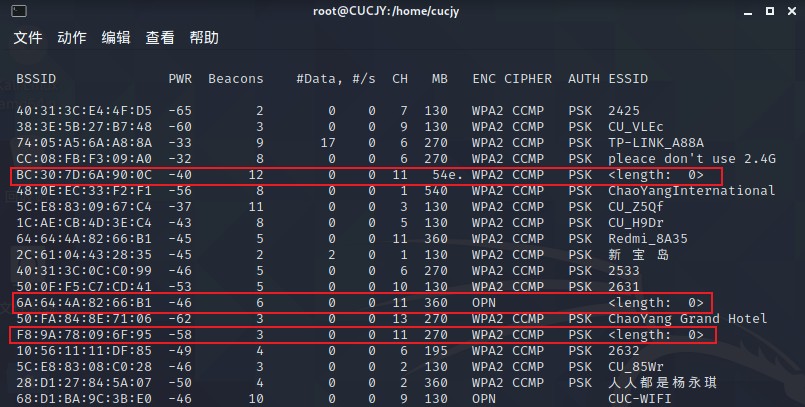 root@CUCJY:/home/cucjy
文件 动作 编辑 查看 帮助
BSSID PWR Beacons #Data, #/s CH MB ENC CIPHER AUTH ESSID
40:31:3C:E4:4F:D5 -65 2 0 0 7 130 WPA2 CCMP PSK 2425
38:3E:5B:27:B7:48 -60 3 0 0 9 130 WPA2 CCMP PSK CU_VLEc
74:05:A5:6A:A8:8A -33 9 17 0 6 270 WPA2 CCMP PSK TP-LINK_A88A
CC:08:FB:F3:09:A0 -32 8 0 0 6 270 WPA2 CCMP PSK pleace don't use 2.4G
BC:30:7D:6A:90:0C -40 12 0 0 11 54e. WPA2 CCMP PSK <length: 0>
48:0E:EC:33:F2:F1 -56 8 0 0 1 540 WPA2 CCMP PSK ChaoYangInternational
5C:E8:83:09:67:C4 -37 11 0 0 3 130 WPA2 CCMP PSK CU_Z5Qf
1C:AE:CB:4D:3E:C4 -43 8 0 0 5 130 WPA2 CCMP PSK CU_H9Dr
64:64:4A:82:66:B1 -45 5 0 0 11 360 WPA2 CCMP PSK Redmi_8A35
2C:61:04:43:28:35 -45 2 2 0 1 130 WPA2 CCMP PSK 新 宝 岛
40:31:3C:0C:C0:99 -46 5 0 0 6 270 WPA2 CCMP PSK 2533
50:0F:F5:C7:CD:41 -53 5 0 0 10 130 WPA2 CCMP PSK 2631
6A:64:4A:82:66:B1 -46 6 0 0 11 360 OPN <length: 0>
50:FA:84:8E:71:06 -62 3 0 0 13 270 WPA2 CCMP PSK ChaoYang Grand Hotel
F8:9A:78:09:6F:95 -58 3 0 0 11 270 WPA2 CCMP PSK <length: 0>
10:56:11:11:DF:85 -49 4 0 0 6 195 WPA2 CCMP PSK 2632
5C:E8:83:08:C0:28 -46 3 0 0 2 130 WPA2 CCMP PSK CU_85Wr
28:D1:27:84:5A:07 -50 4 0 0 2 360 WPA2 CCMP PSK 人人都是杨永琪
68:D1:BA:9C:3B:E0 -46 10 0 0 9 130 OPN CUC-WIFI